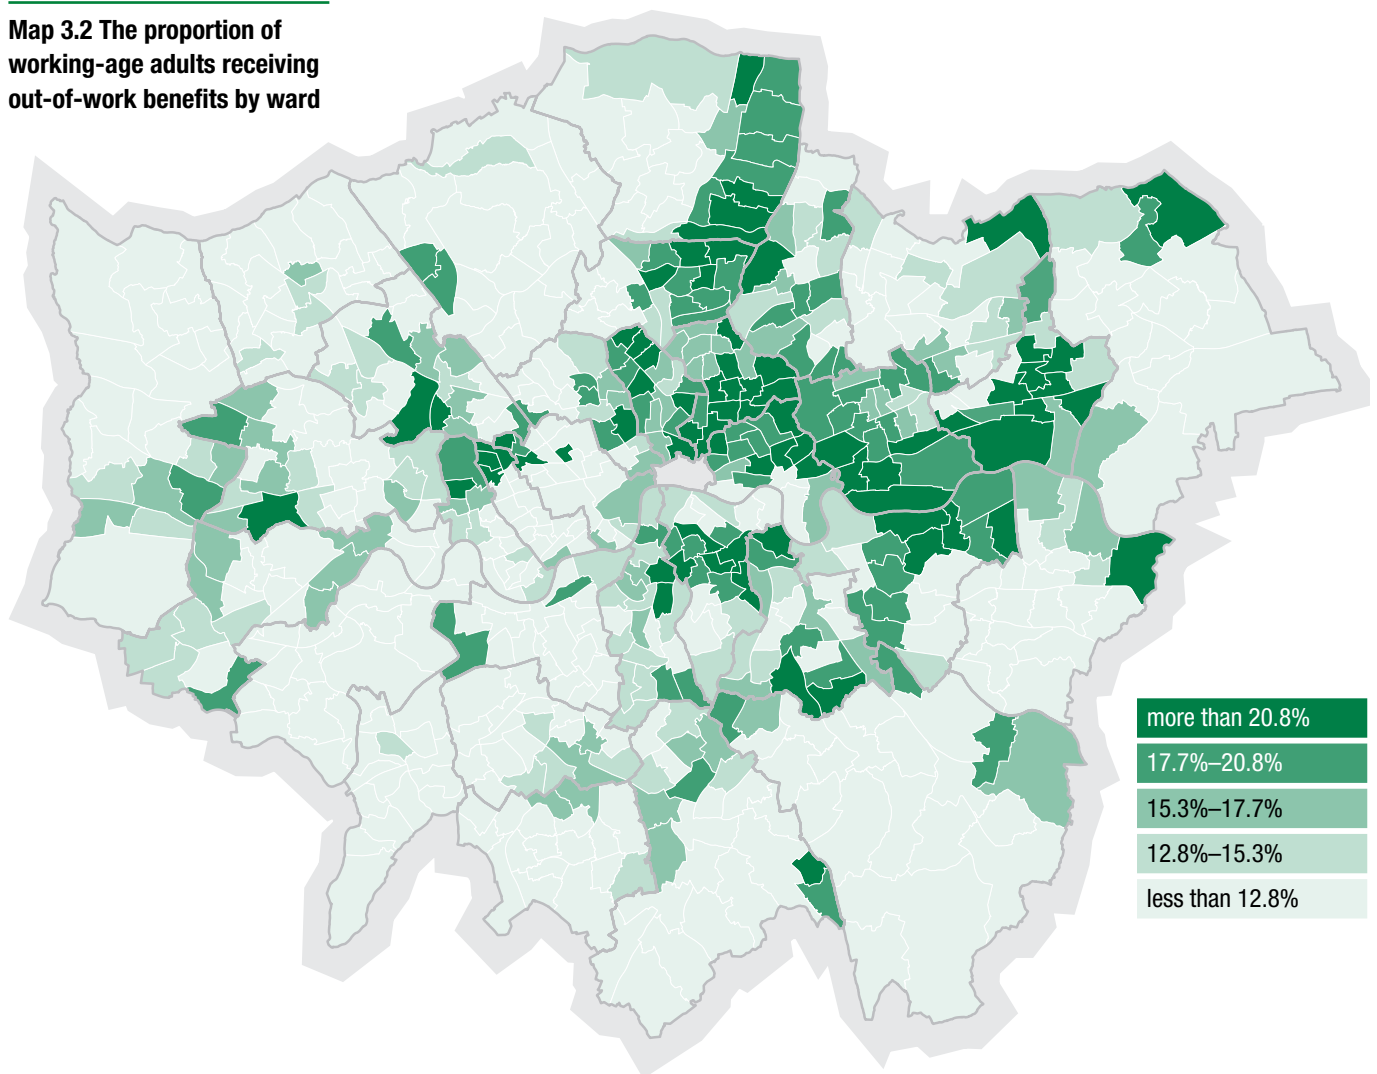 Map 3.2 The proportion of
working-age adults receiving
out-of-work benefits by ward
more than 20.8%
17.7%–20.8%
15.3%–17.7%
12.8%–15.3%
less than 12.8%